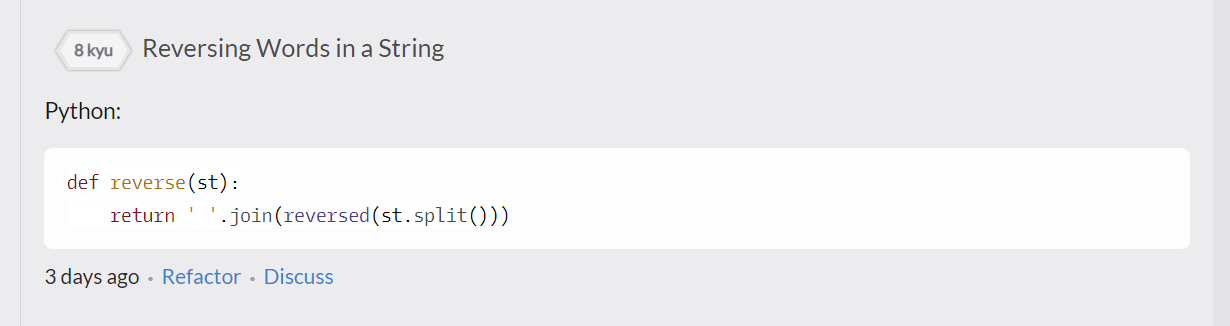 8 kyu Reversing Words in a String
Python:
def reverse(st):
    return ' '.join(reversed(st.split()))
3 days ago • Refactor • Discuss